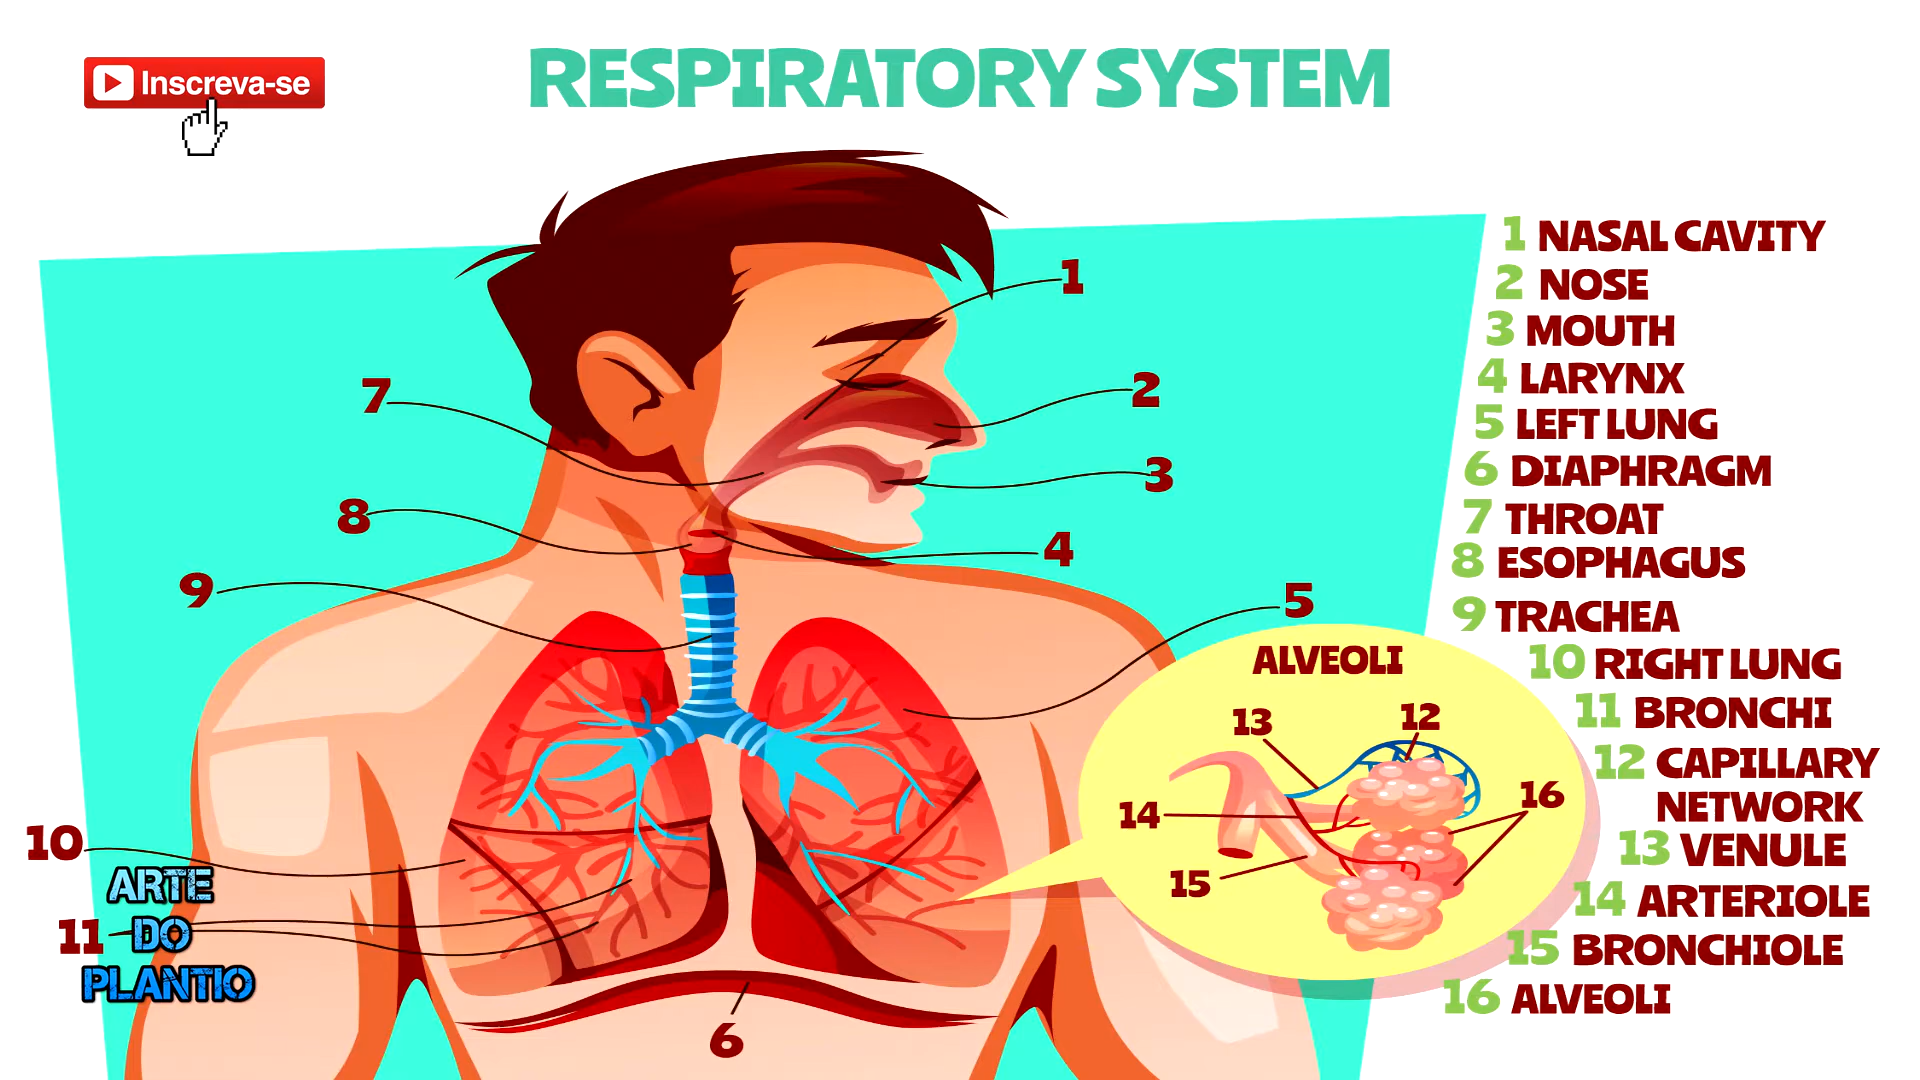 Inscreva-se
RESPIRATORY SYSTEM
1
2
3
4
5
6
7
8
9
10
11
ARTE
DO
PLANTIO
ALVEOLI
13
12
14
16
15
1 NASAL CAVITY
2 NOSE
3 MOUTH
4 LARYNX
5 LEFT LUNG
6 DIAPHRAGM
7 THROAT
8 ESOPHAGUS
9 TRACHEA
10 RIGHT LUNG
11 BRONCHI
12 CAPILLARY
NETWORK
13 VENULE
14 ARTERIOLE
15 BRONCHIOLE
16 ALVEOLI